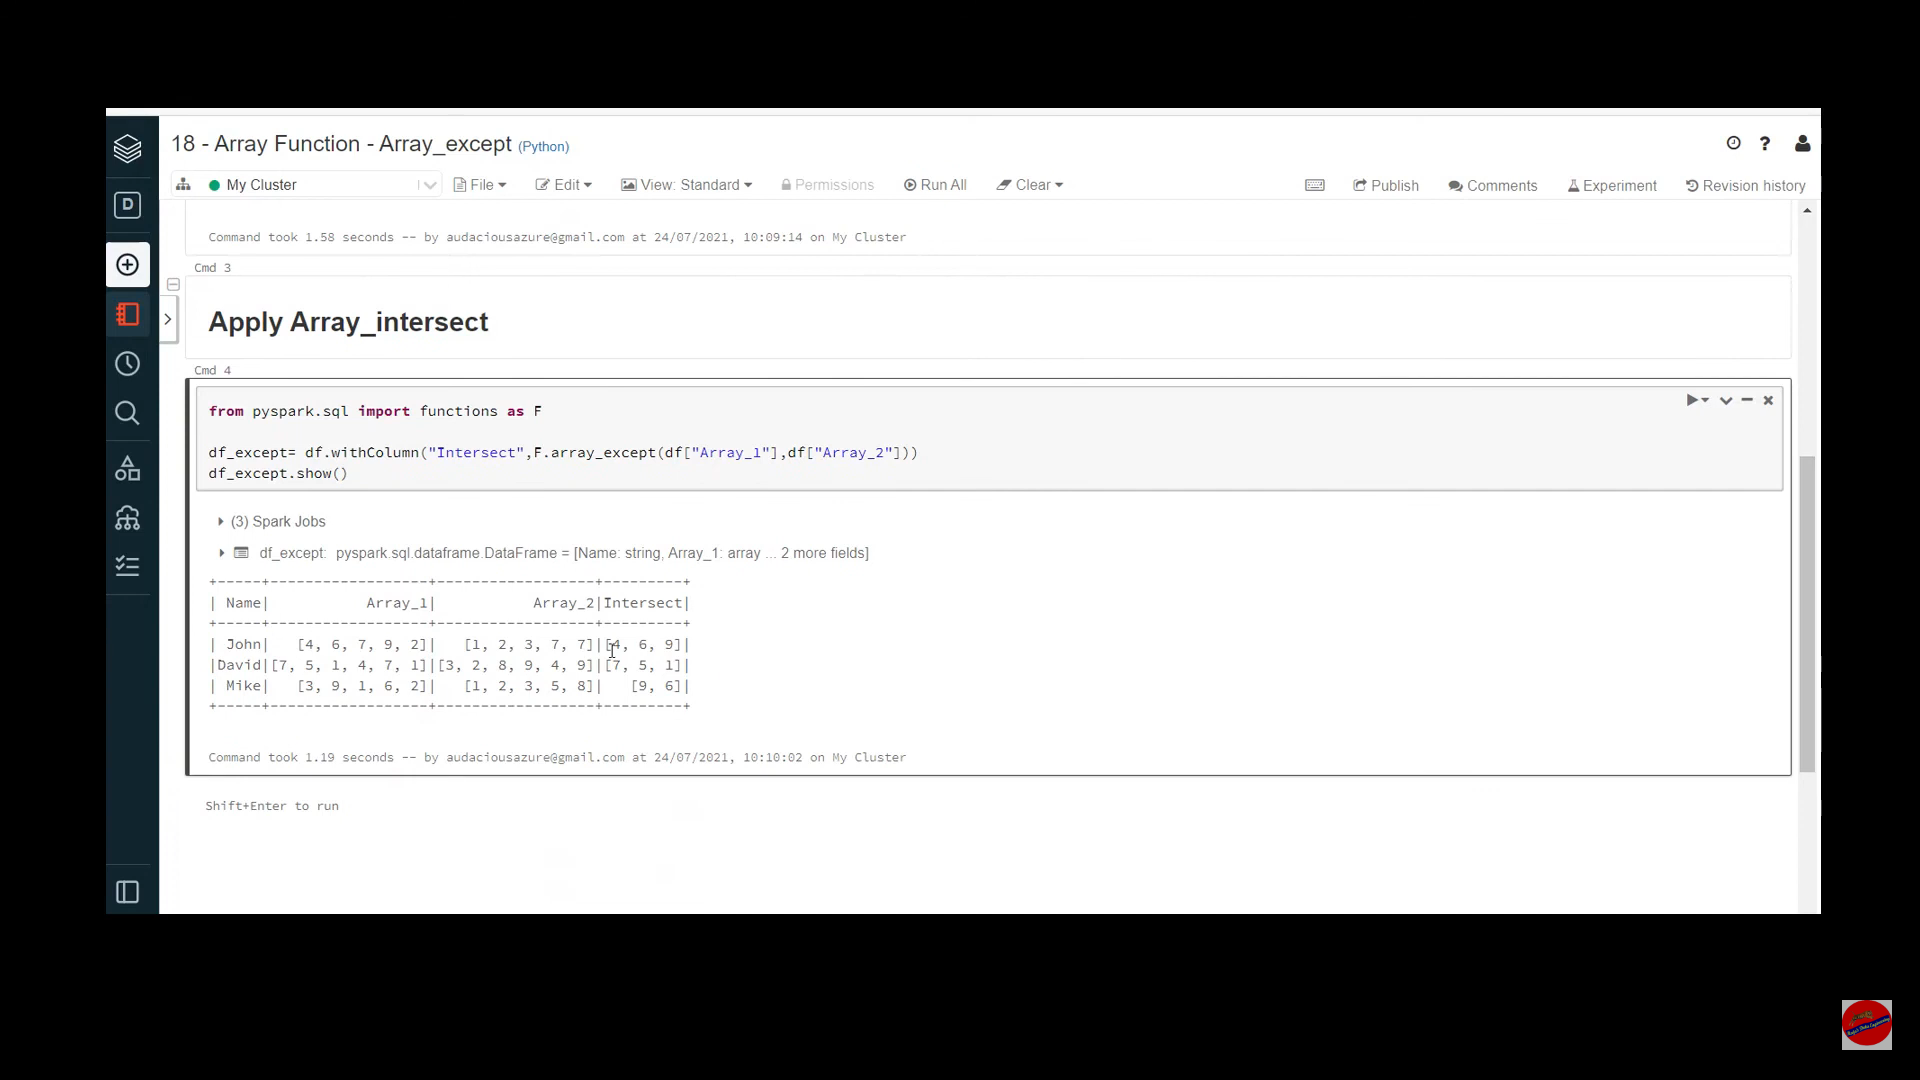 18 - Array Function - Array_except (Python)
My Cluster File Edit View: Standard Permissions Run All Clear Publish Comments Experiment Revision history
Command took 1.58 seconds -- by audaciousazure@gmail.com at 24/07/2021, 10:09:14 on My Cluster
Cmd 3
Apply Array_intersect
Cmd 4
from pyspark.sql import functions as F
df_except= df.withColumn("Intersect",F.array_except(df["Array_1"],df["Array_2"]))
df_except.show()
(3) Spark Jobs
df_except: pyspark.sql.dataframe.DataFrame = [Name: string, Array_1: array ... 2 more fields]
+-----+------------------+------------------+---------+
| Name|           Array_1|           Array_2|Intersect|
+-----+------------------+------------------+---------+
| John|   [4, 6, 7, 9, 2]|   [1, 2, 3, 7, 7]|[4, 6, 9]|
|David|[7, 5, 1, 4, 7, 1]|[3, 2, 8, 9, 4, 9]|[7, 5, 1]|
| Mike|   [3, 9, 1, 6, 2]|   [1, 2, 3, 5, 8]|   [9, 6]|
+-----+------------------+------------------+---------+
Command took 1.19 seconds -- by audaciousazure@gmail.com at 24/07/2021, 10:10:02 on My Cluster
Shift+Enter to run